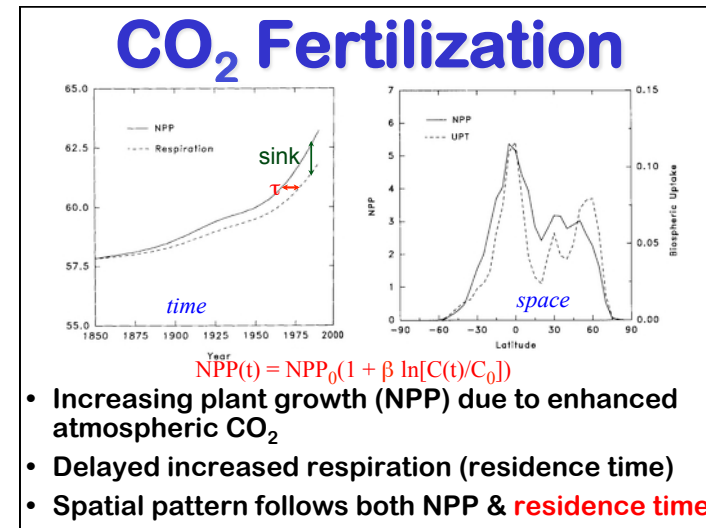 CO2 Fertilization
65.0
62.5
60.0
57.5
55.0
NPP
Respiration
sink
τ
time
1850 1875 1900 1925 1950 1975 2000
Year
7
6
5
4
3
2
1
0
NPP
NPP
UPT
0.15
0.10
0.05
0.00
Biospheric Uptake
space
-90 -60 -30 0 30 60 90
Latitude
NPP(t) = NPP0(1 + β ln[C(t)/C0])
• Increasing plant growth (NPP) due to enhanced
atmospheric CO2
• Delayed increased respiration (residence time)
• Spatial pattern follows both NPP & residence time